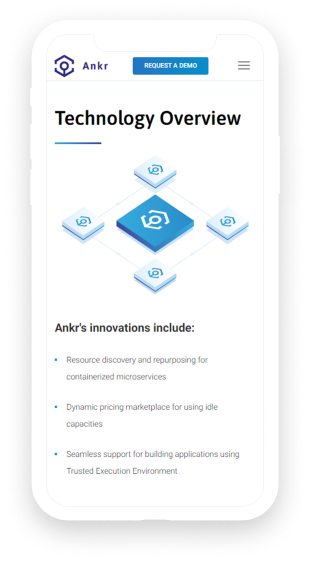 Ankr
REQUEST A DEMO
Technology Overview
Ankr's innovations include:
Resource discovery and repurposing for
containerized microservices
Dynamic pricing marketplace for using idle
capacities
Seamless support for building applications using
Trusted Execution Environment